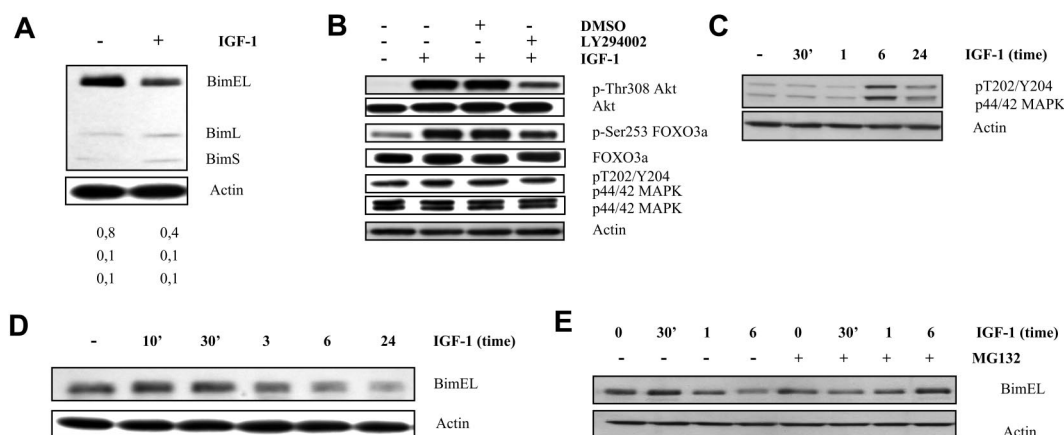 A
- + IGF-1
BimEL
BimL
BimS
Actin
0,8 0,4
0,1 0,1
0,1 0,1
B
- - + - DMSO
- - - + LY294002
- + + + IGF-1
p-Thr308 Akt
Akt
p-Ser253 FOXO3a
FOXO3a
pT202/Y204
p44/42 MAPK
p44/42 MAPK
Actin
C
- 30’ 1 6 24 IGF-1 (time)
pT202/Y204
p44/42 MAPK
Actin
D
- 10’ 30’ 3 6 24 IGF-1 (time)
BimEL
Actin
E
0 30’ 1 6 0 30’ 1 6 IGF-1 (time)
- - - - + + + + MG132
BimEL
Actin